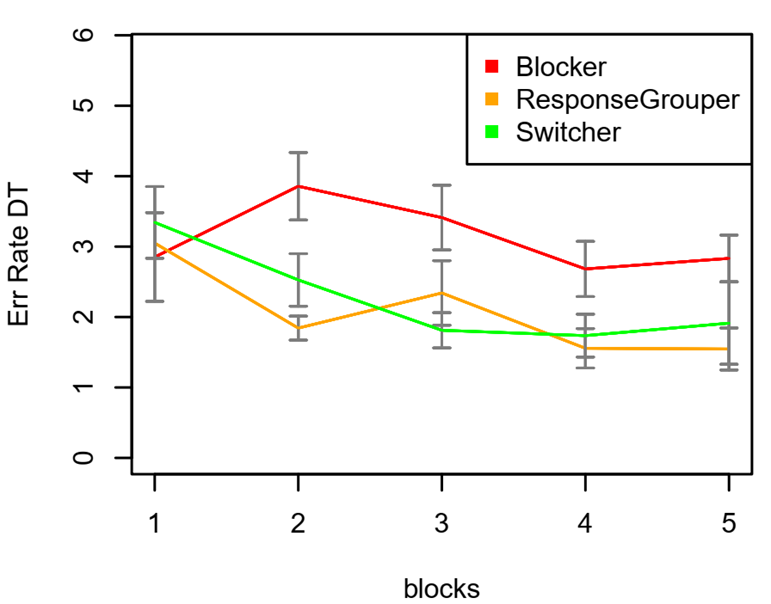 6
5
4
3
2
1
0
Err Rate DT
Blocker
ResponseGrouper
Switcher
1 2 3 4 5
blocks